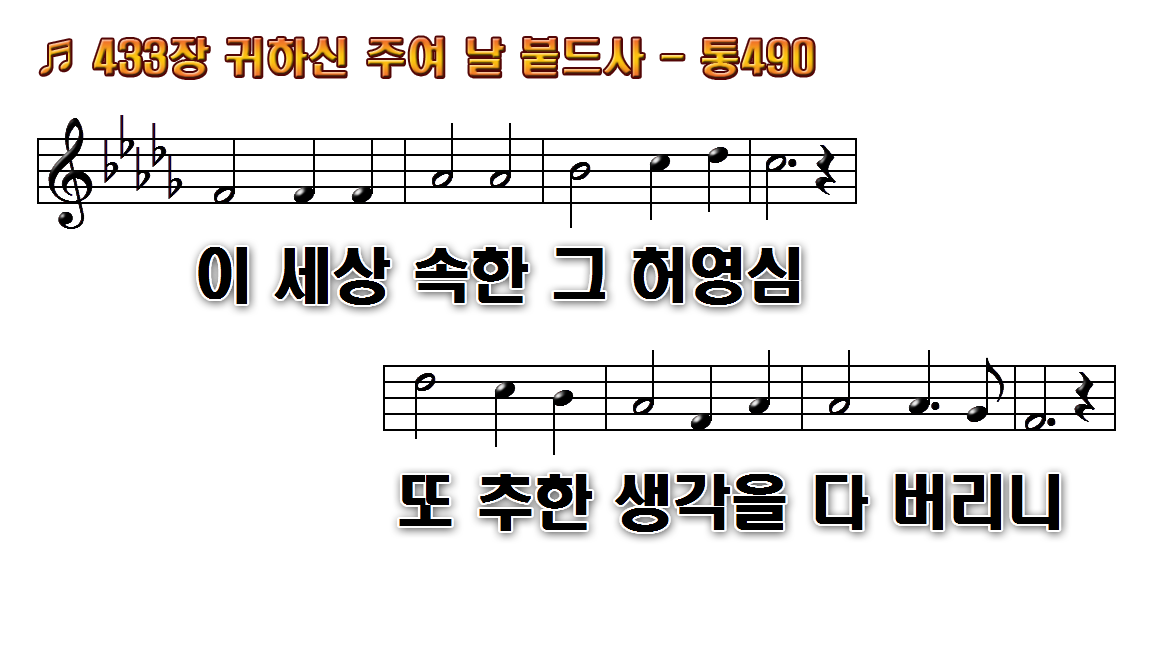 ♬ 433장 귀하신 주여 날 붙드사 - 통490
이 세상 속한 그 허영심
또 추한 생각을 다 버리니